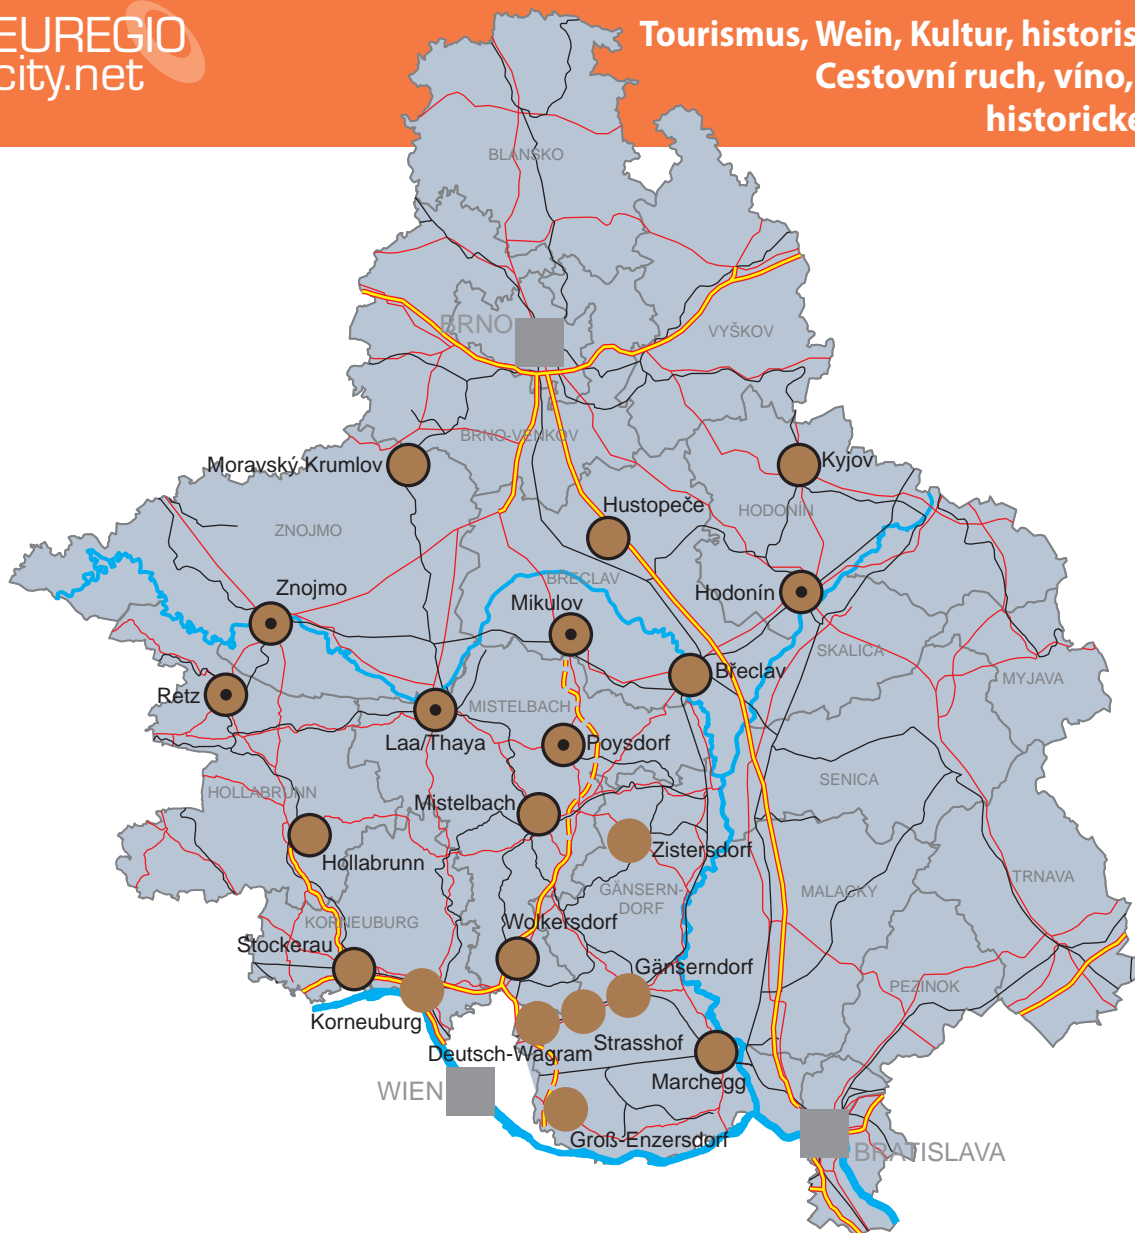 EUREGIO
city.net
Tourismus, Wein, Kultur, historis
Cestovní ruch, víno,
historické
BLANSKO
BRNO
VYŠKOV
BRNO-VENKOV
Moravský Krumlov
Kyjov
Hustopeče
HODONÍN
ZNOJMO
BŘECLAV
Znojmo
Mikulov
Hodonín
SKALICA
Břeclav
MYJAVA
Retz
MISTELBACH
Laa/Thaya
Poysdorf
SENICA
HOLLABRUNN
Mistelbach
Hollabrunn
Zistersdorf
TRNAVA
GÄNSERN-
DORF
MALACKY
KORNEUBURG
Wolkersdorf
Stockerau
Gänserndorf
PEZINOK
Korneuburg
Strasshof
Deutsch-Wagram
Marchegg
WIEN
Groß-Enzersdorf
BRATISLAVA